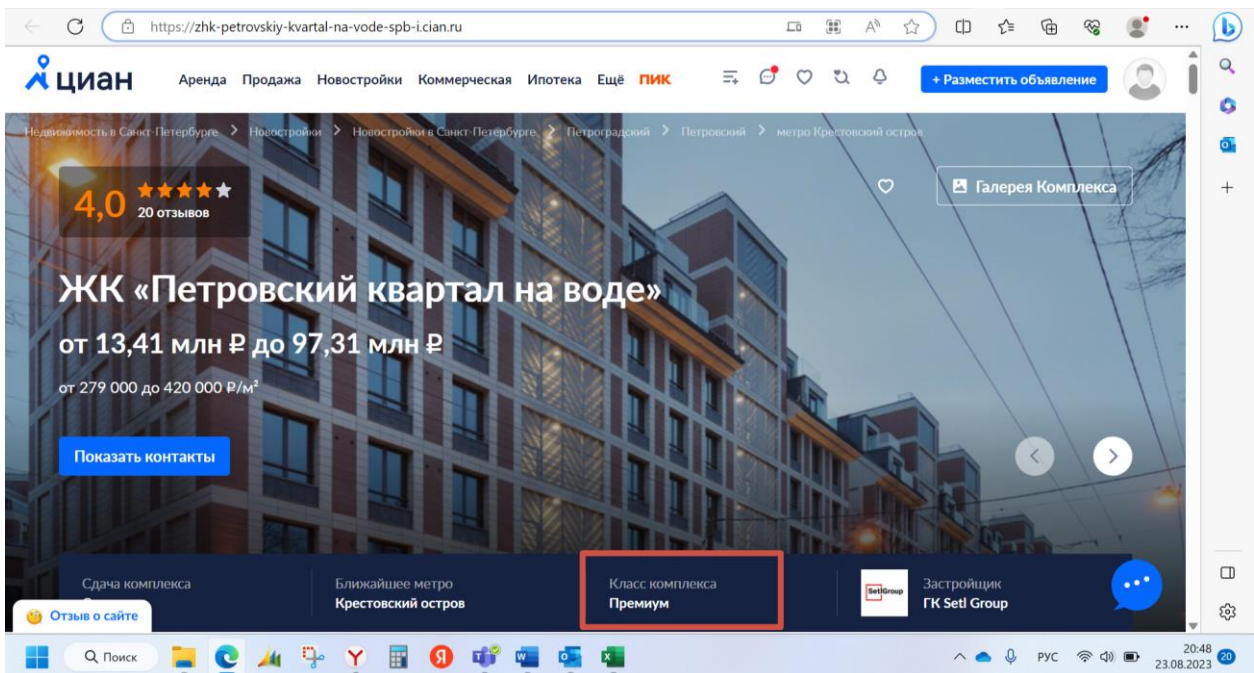 https://zhk-petrovskiy-kvartal-na-vode-spb-i.cian.ru
циан
Аренда Продажа Новостройки Коммерческая Ипотека Ещё ПИК
+ Разместить объявление
Недвижимость в Санкт-Петербурге > Новостройки > Новостройки в Санкт-Петербурге > Петроградский > Петровский > метро Крестовский остров
4,0
20 отзывов
Галерея Комплекса
ЖК «Петровский квартал на воде»
от 13,41 млн ₽ до 97,31 млн ₽
от 279 000 до 420 000 ₽/м²
Показать контакты
Сдача комплекса
Ближайшее метро
Крестовский остров
Класс комплекса
Премиум
Setl Group
Застройщик
ГК Setl Group
Отзыв о сайте
Поиск
РУС
20:48
23.08.2023
20